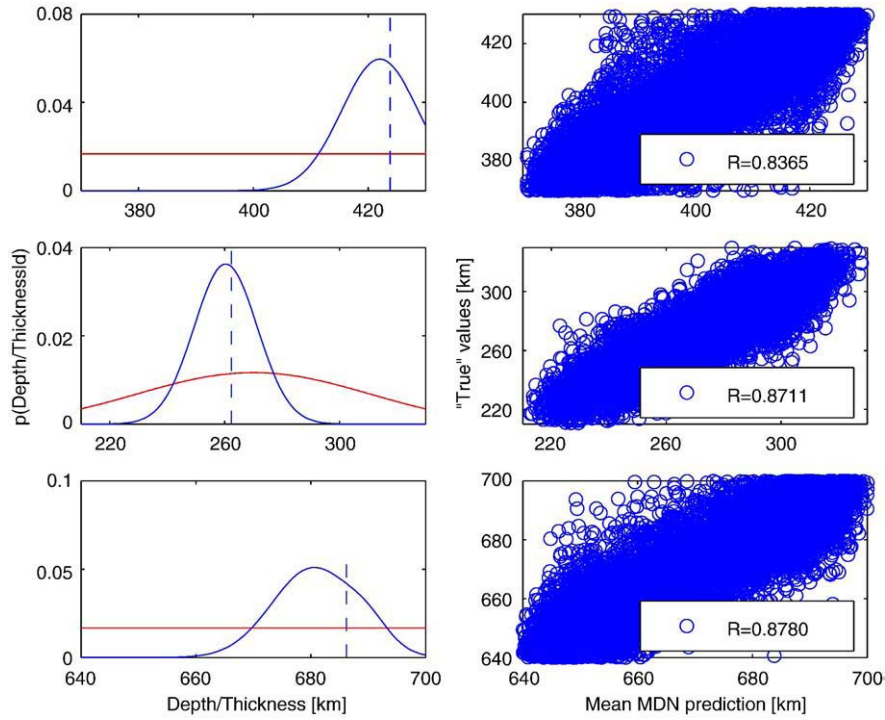 0.08
0.04
0
380 400 420
420
400
380
380 400 420
R=0.8365
p(Depth/ThicknessId)
0.04
0.02
0
220 260 300
"True" values [km]
300
260
220
220 260 300
R=0.8711
0.1
0.05
0
640 660 680 700
Depth/Thickness [km]
700
680
660
640
640 660 680 700
R=0.8780
Mean MDN prediction [km]